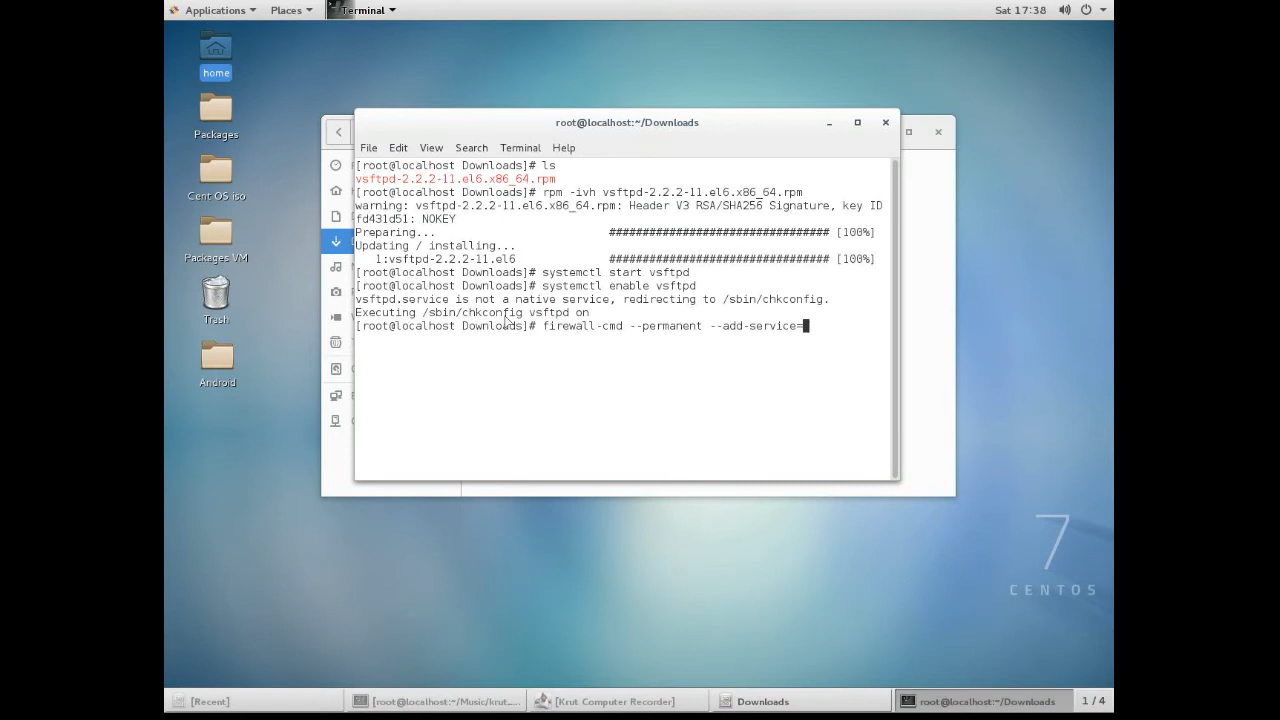 Applications Places Terminal Sat 17:38
home
Packages
Cent OS iso
Packages VM
Trash
Android
root@localhost:~/Downloads
File Edit View Search Terminal Help
[root@localhost Downloads]# ls
vsftpd-2.2.2-11.el6.x86_64.rpm
[root@localhost Downloads]# rpm -ivh vsftpd-2.2.2-11.el6.x86_64.rpm
warning: vsftpd-2.2.2-11.el6.x86_64.rpm: Header V3 RSA/SHA256 Signature, key ID
fd431d51: NOKEY
Preparing... ################################# [100%]
Updating / installing...
1:vsftpd-2.2.2-11.el6 ################################# [100%]
[root@localhost Downloads]# systemctl start vsftpd
[root@localhost Downloads]# systemctl enable vsftpd
vsftpd.service is not a native service, redirecting to /sbin/chkconfig.
Executing /sbin/chkconfig vsftpd on
[root@localhost Downloads]# firewall-cmd --permanent --add-service=
7
CENTOS
[Recent] [root@localhost:~/Music/krut_... [Krut Computer Recorder] Downloads root@localhost:~/Downloads 1 / 4